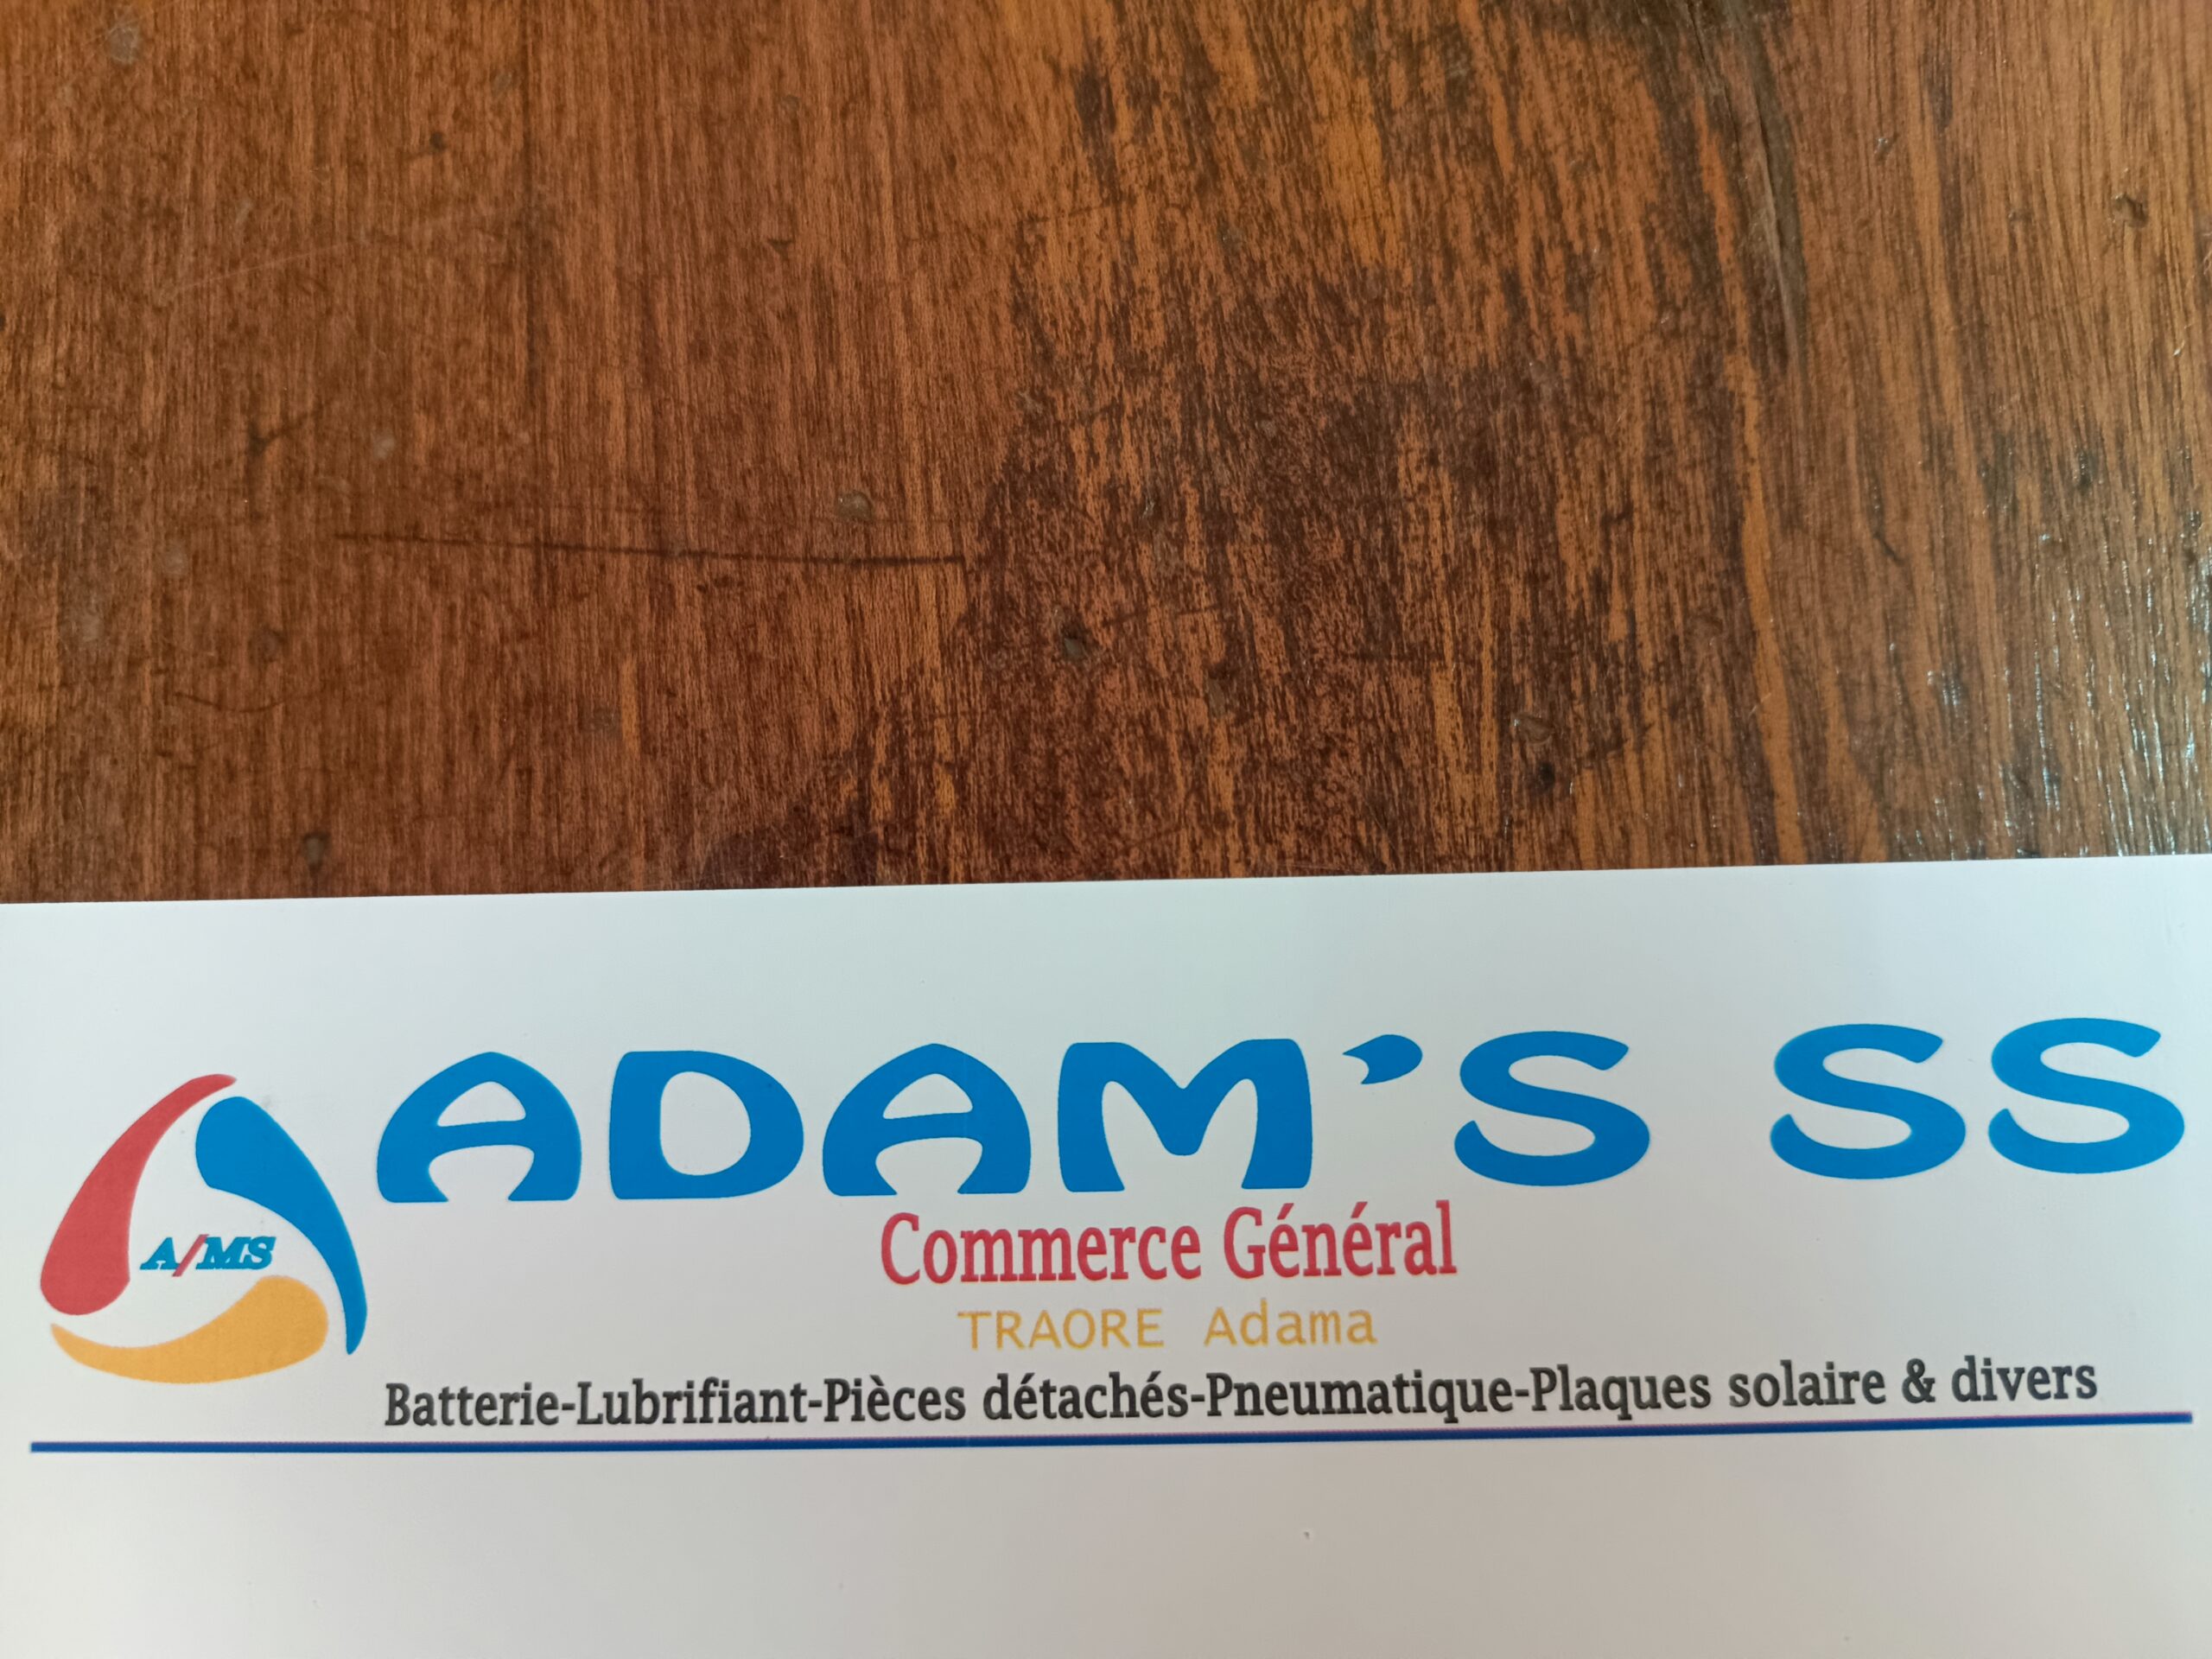 ADAM'S SS
A/MS
Commerce Général
TRAORE Adama
Batterie-Lubrifiant-Pièces détachés-Pneumatique-Plaques solaire & divers